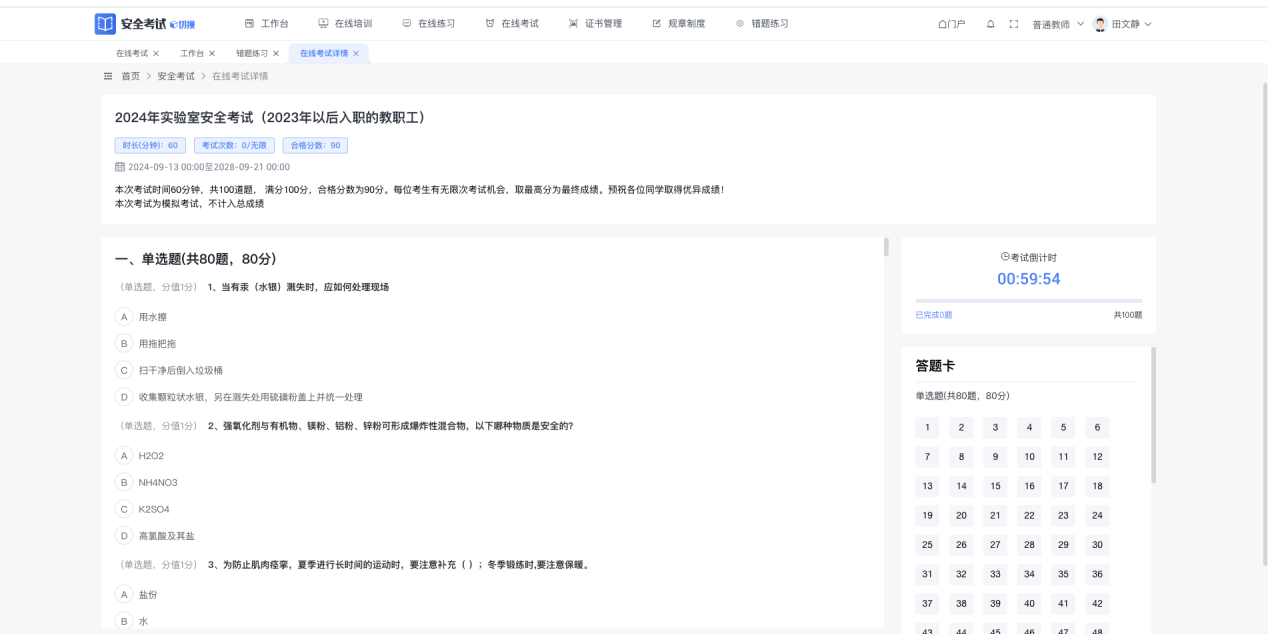 安全考试 切换 工作台 在线培训 在线练习 在线考试 证书管理 规章制度 错题练习 门户 普通教师 田文静
在线考试 × 工作台 × 错题练习 × 在线考试详情 ×
首页 > 安全考试 > 在线考试详情
2024年实验室安全考试（2023年以后入职的教职工）
时长(分钟)：60 考试次数：0/无限 合格分数：90
2024-09-13 00:00至2028-09-21 00:00
本次考试时间60分钟，共100道题， 满分100分，合格分数为90分。每位考生有无限次考试机会，取最高分为最终成绩。预祝各位同学取得优异成绩！
本次考试为模拟考试，不计入总成绩
一、单选题(共80题，80分)
（单选题，分值1分） 1、当有汞（水银）溅失时，应如何处理现场
A 用水擦
B 用拖把拖
C 扫干净后倒入垃圾桶
D 收集颗粒状水银，另在溅失处用硫磺粉盖上并统一处理
（单选题，分值1分） 2、强氧化剂与有机物、镁粉、铝粉、锌粉可形成爆炸性混合物，以下哪种物质是安全的?
A H2O2
B NH4NO3
C K2SO4
D 高氯酸及其盐
（单选题，分值1分） 3、为防止肌肉痉挛，夏季进行长时间的运动时，要注意补充（ ）；冬季锻炼时,要注意保暖。
A 盐份
B 水
考试倒计时
00:59:54
已完成0题 共100题
答题卡
单选题(共80题，80分)
1 2 3 4 5 6
7 8 9 10 11 12
13 14 15 16 17 18
19 20 21 22 23 24
25 26 27 28 29 30
31 32 33 34 35 36
37 38 39 40 41 42
43 44 45 46 47 48